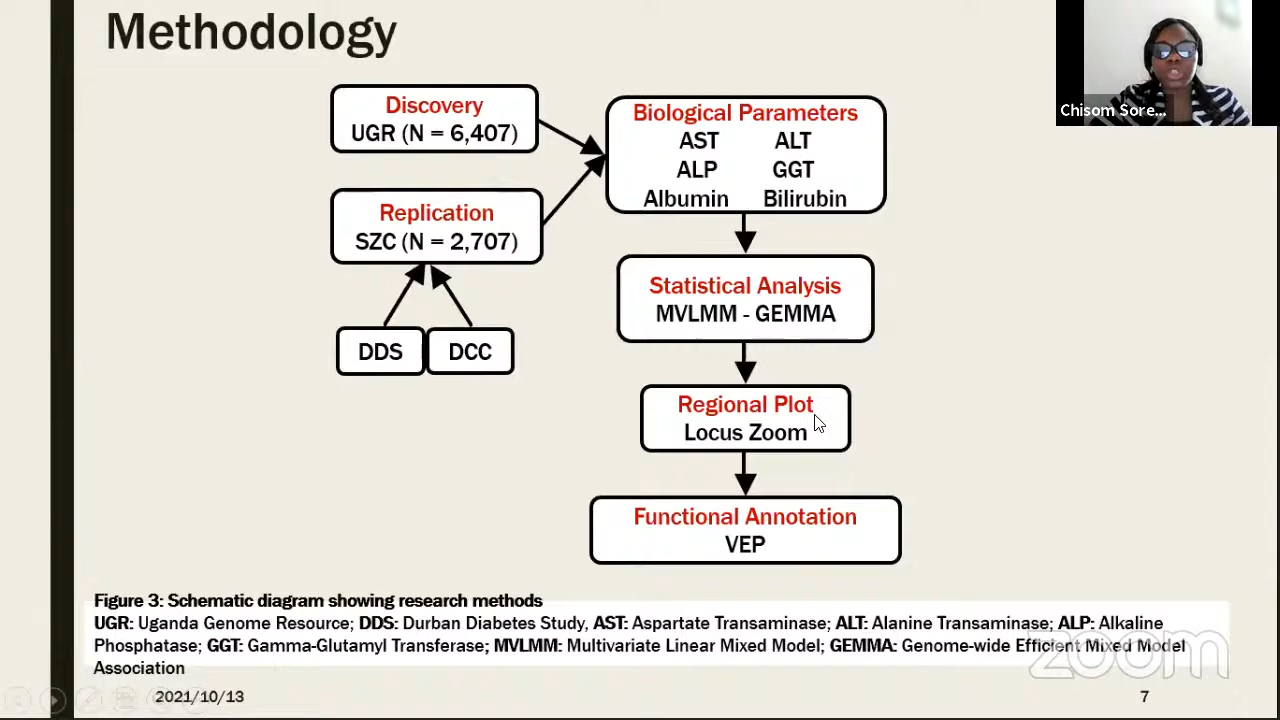 Methodology
Discovery
UGR (N = 6,407)
Replication
SZC (N = 2,707)
DDS
DCC
Biological Parameters
AST ALT
ALP GGT
Albumin Bilirubin
Statistical Analysis
MVLMM - GEMMA
Regional Plot
Locus Zoom
Functional Annotation
VEP
Chisom Sore...
Figure 3: Schematic diagram showing research methods
UGR: Uganda Genome Resource; DDS: Durban Diabetes Study, AST: Aspartate Transaminase; ALT: Alanine Transaminase; ALP: Alkaline
Phosphatase; GGT: Gamma-Glutamyl Transferase; MVLMM: Multivariate Linear Mixed Model; GEMMA: Genome-wide Efficient Mixed Model
Association
zoom
2021/10/13
7